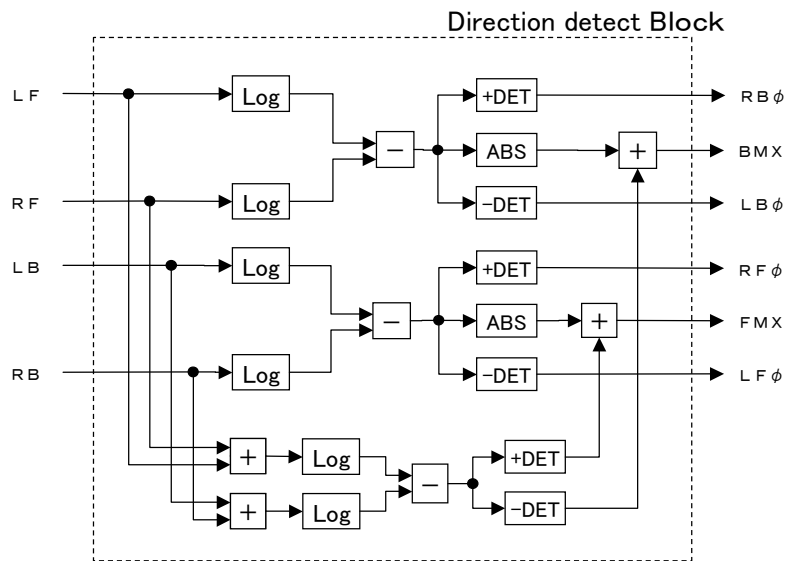 Direction detect Block
LF Log +DET RBϕ
− ABS + BMX
RF Log −DET LBϕ
LB Log +DET RFϕ
− ABS + FMX
RB Log −DET LFϕ
+ Log − +DET
+ Log −DET